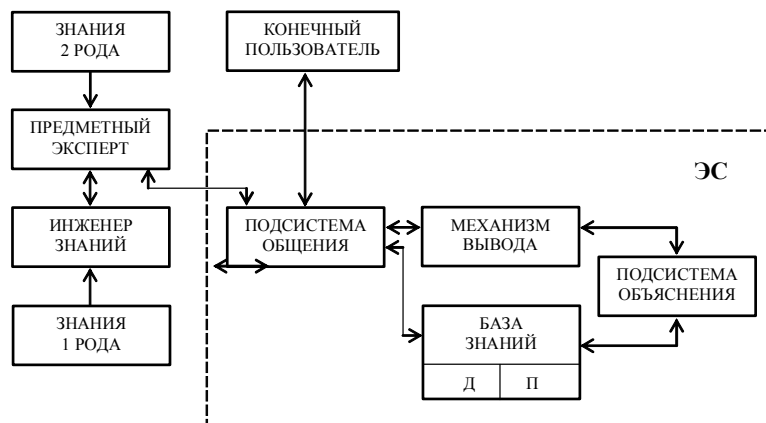 ЗНАНИЯ
2 РОДА
КОНЕЧНЫЙ
ПОЛЬЗОВАТЕЛЬ
ПРЕДМЕТНЫЙ
ЭКСПЕРТ
ЭС
ИНЖЕНЕР
ЗНАНИЙ
ПОДСИСТЕМА
ОБЩЕНИЯ
МЕХАНИЗМ
ВЫВОДА
ПОДСИСТЕМА
ОБЪЯСНЕНИЯ
ЗНАНИЯ
1 РОДА
БАЗА
ЗНАНИЙ
Д П